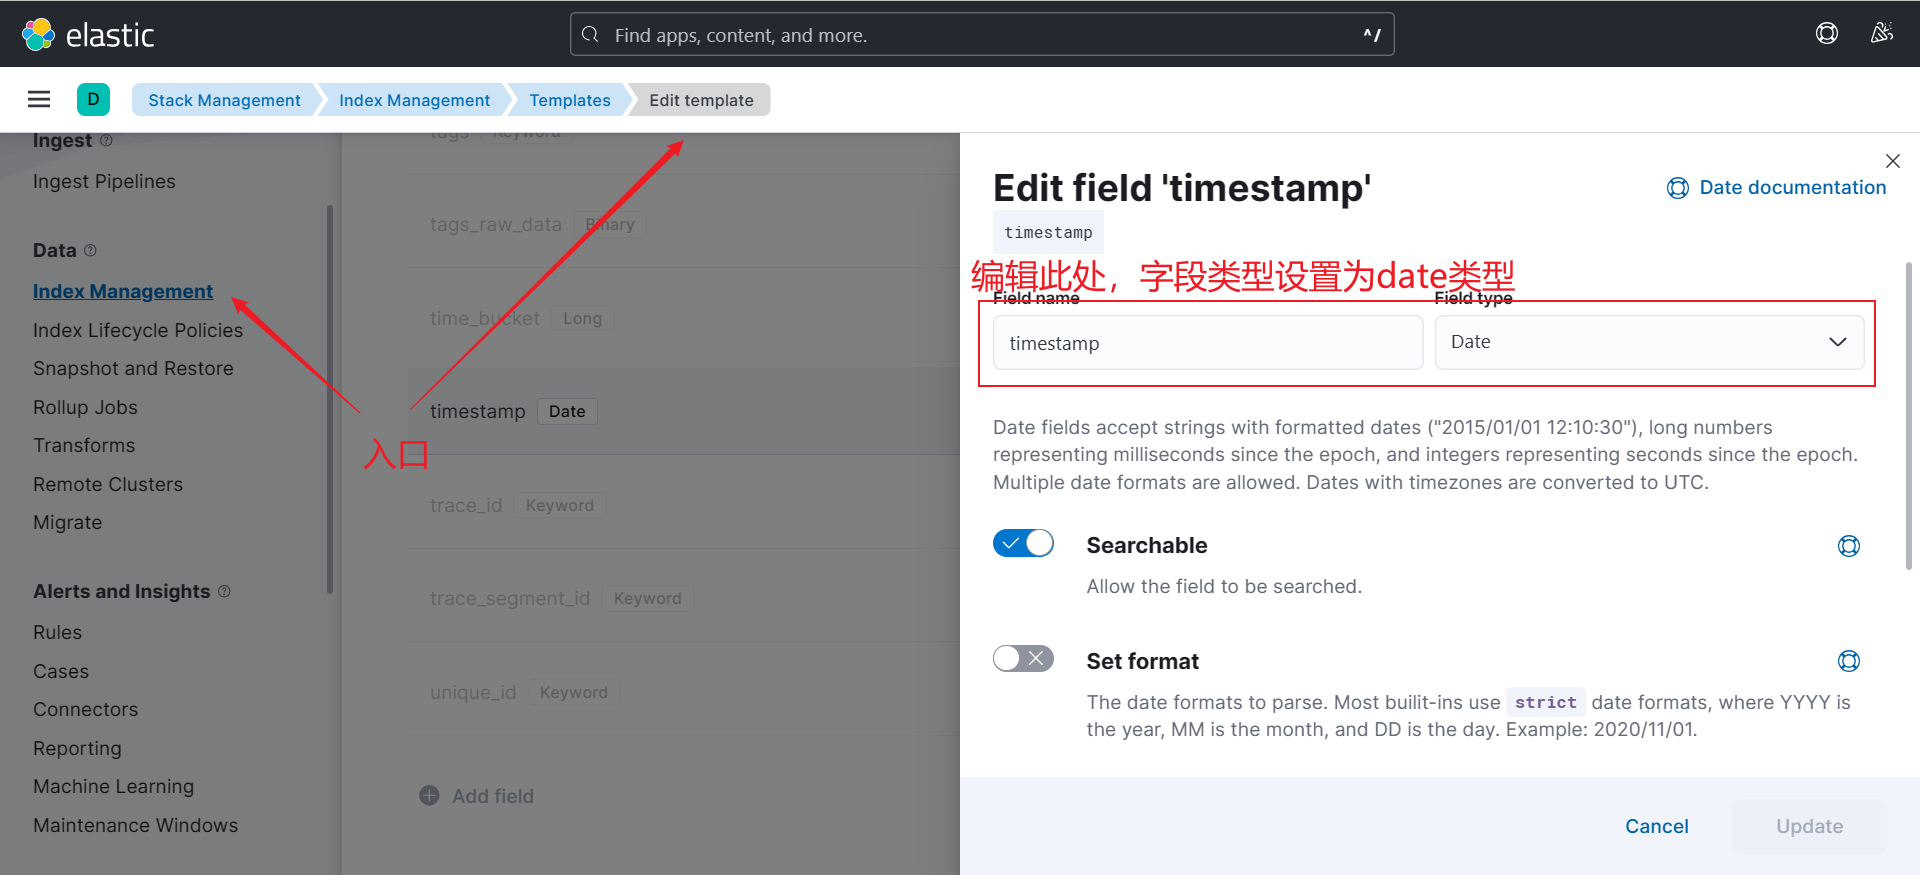 elastic
Find apps, content, and more.
^/
D
Stack Management
Index Management
Templates
Edit template
Ingest
Ingest Pipelines
Data
Index Management
Index Lifecycle Policies
Snapshot and Restore
Rollup Jobs
Transforms
Remote Clusters
Migrate
Alerts and Insights
Rules
Cases
Connectors
Reporting
Machine Learning
Maintenance Windows
入口
tags Keyword
tags_raw_data Binary
time_bucket Long
timestamp Date
trace_id Keyword
trace_segment_id Keyword
unique_id Keyword
Add field
Edit field 'timestamp'
Date documentation
timestamp
编辑此处，字段类型设置为date类型
Field name
Field type
timestamp
Date
Date fields accept strings with formatted dates ("2015/01/01 12:10:30"), long numbers
representing milliseconds since the epoch, and integers representing seconds since the epoch.
Multiple date formats are allowed. Dates with timezones are converted to UTC.
Searchable
Allow the field to be searched.
Set format
The date formats to parse. Most builit-ins use strict date formats, where YYYY is
the year, MM is the month, and DD is the day. Example: 2020/11/01.
Cancel
Update